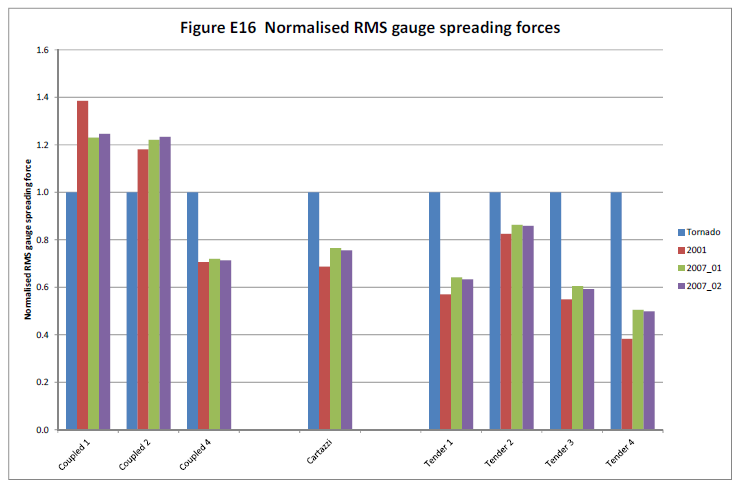 Figure E16 Normalised RMS gauge spreading forces
1.6
1.4
1.2
1.0
0.8
0.6
0.4
0.2
0.0
Normalised RMS gauge spreading force
Coupled 1
Coupled 2
Coupled 4
Cartazzi
Tender 1
Tender 2
Tender 3
Tender 4
Tornado
2001
2007_01
2007_02